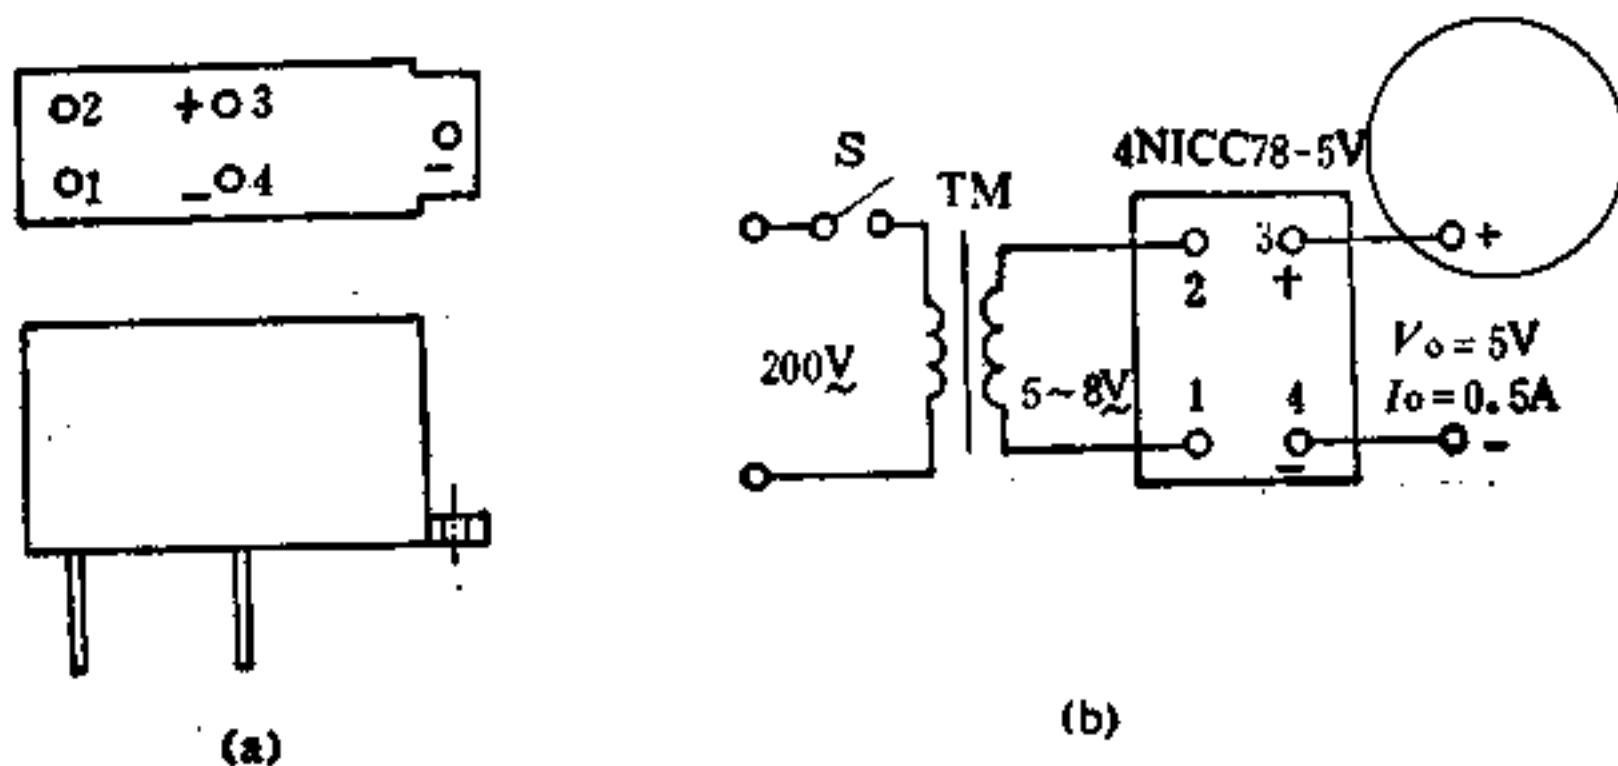 2 + 3
1 - 4 -
(a)
S
TM
4NICC78-5V
200V~
5~8V~
2
3
+
1
4
-
+
Vo=5V
Io=0.5A
-
(b)